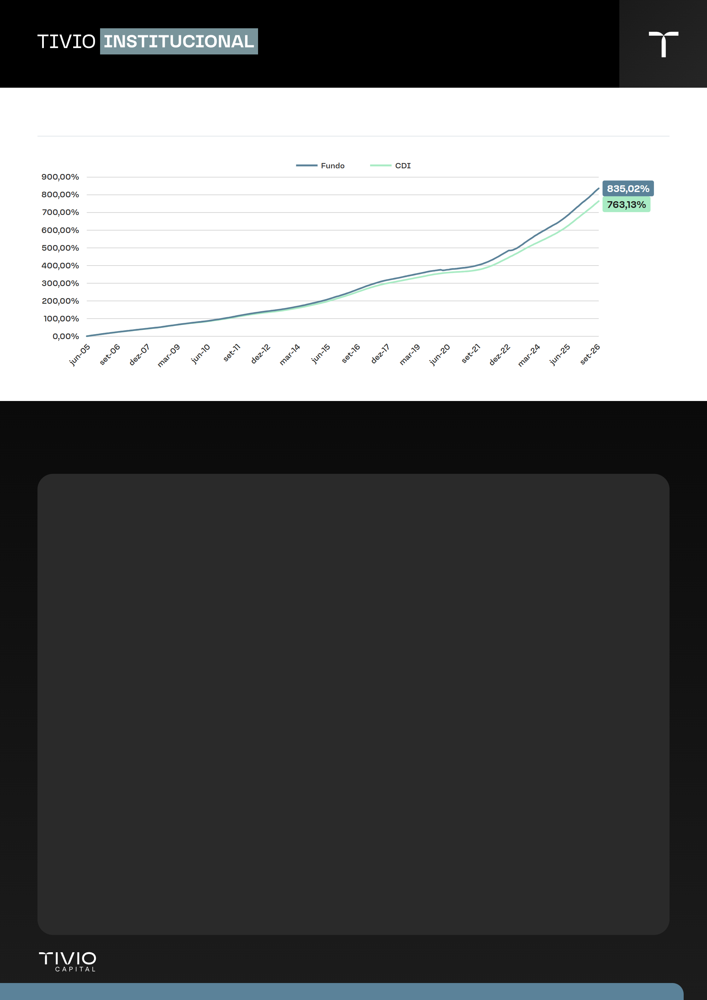 TIVIO INSTITUCIONAL
Fundo CDI
900,00%
800,00%
700,00%
600,00%
500,00%
400,00%
300,00%
200,00%
100,00%
0,00%
835,02%
763,13%
jun-05 set-06 dez-07 mar-09 jun-10 set-11 dez-12 mar-14 jun-15 set-16 dez-17 mar-19 jun-20 set-21 dez-22 mar-24 jun-25 set-26
TIVIO
CAPITAL